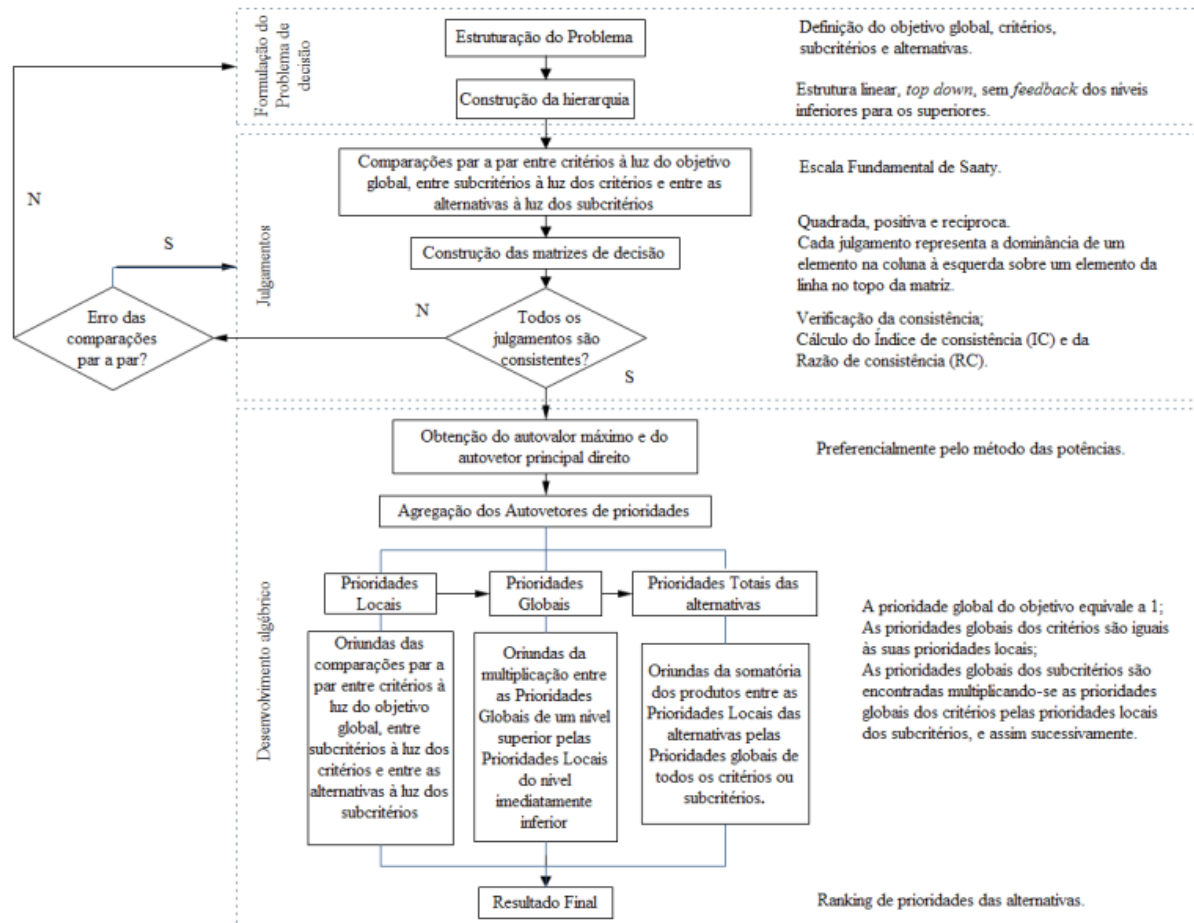 Formulação do
Problema de
decisão
Estruturação do Problema
Definição do objetivo global, critérios,
subcritérios e alternativas.
Construção da hierarquia
Estrutura linear, top down, sem feedback dos níveis
inferiores para os superiores.
N
S
Julgamentos
Comparações par a par entre critérios à luz do objetivo
global, entre subcritérios à luz dos critérios e entre as
alternativas à luz dos subcritérios
Escala Fundamental de Saaty.
Construção das matrizes de decisão
Quadrada, positiva e reciproca.
Cada julgamento representa a dominância de um
elemento na coluna à esquerda sobre um elemento da
linha no topo da matriz.
Erro das
comparações
par a par?
N
Todos os
julgamentos são
consistentes?
S
Verificação da consistência;
Cálculo do Índice de consistência (IC) e da
Razão de consistência (RC).
Desenvolvimento algébrico
Obtenção do autovalor máximo e do
autovetor principal direito
Preferencialmente pelo método das potências.
Agregação dos Autovetores de prioridades
Prioridades
Locais
Prioridades
Globais
Prioridades Totais das
alternativas
Oriundas das
comparações par a
par entre critérios à
luz do objetivo
global, entre
subcritérios à luz dos
critérios e entre as
alternativas à luz dos
subcritérios
Oriundas da
multiplicação entre
as Prioridades
Globais de um nível
superior pelas
Prioridades Locais
do nível
imediatamente
inferior
Oriundas da somatória
dos produtos entre as
Prioridades Locais das
alternativas pelas
Prioridades globais de
todos os critérios ou
subcritérios.
A prioridade global do objetivo equivale a 1;
As prioridades globais dos critérios são iguais
às suas prioridades locais;
As prioridades globais dos subcritérios são
encontradas multiplicando-se as prioridades
globais dos critérios pelas prioridades locais
dos subcritérios, e assim sucessivamente.
Resultado Final
Ranking de prioridades das alternativas.